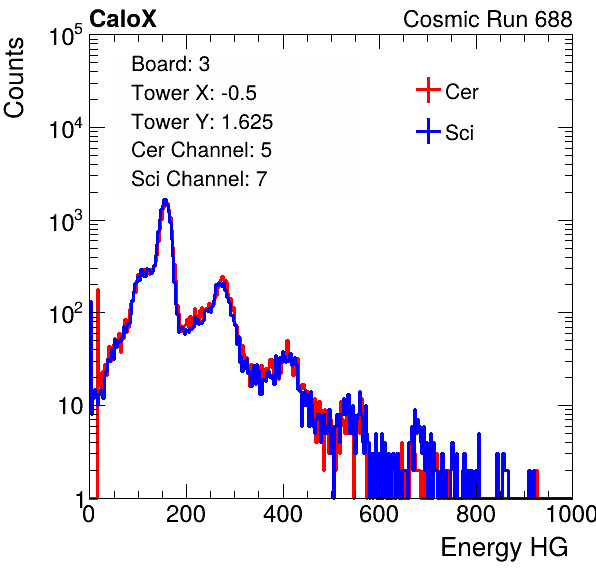 CaloX Cosmic Run 688
Counts
10^5
10^4
10^3
10^2
10
1
Board: 3
Tower X: -0.5
Tower Y: 1.625
Cer Channel: 5
Sci Channel: 7
Cer
Sci
0 200 400 600 800 1000
Energy HG